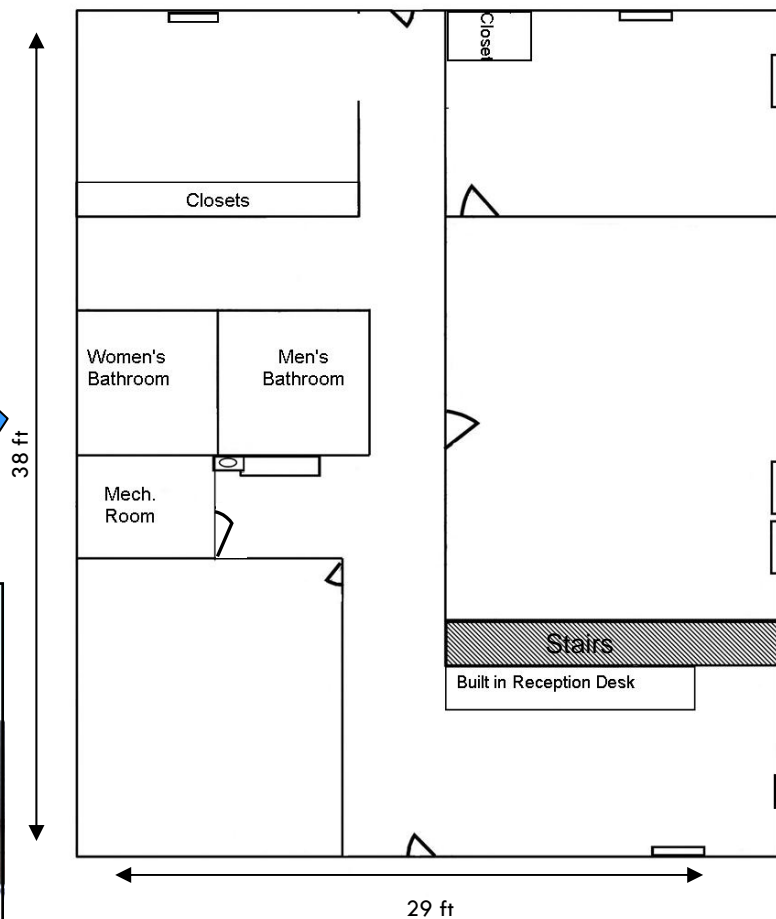 Closet
Closets
Women's
Bathroom
Men's
Bathroom
38 ft
Mech.
Room
Stairs
Built in Reception Desk
29 ft